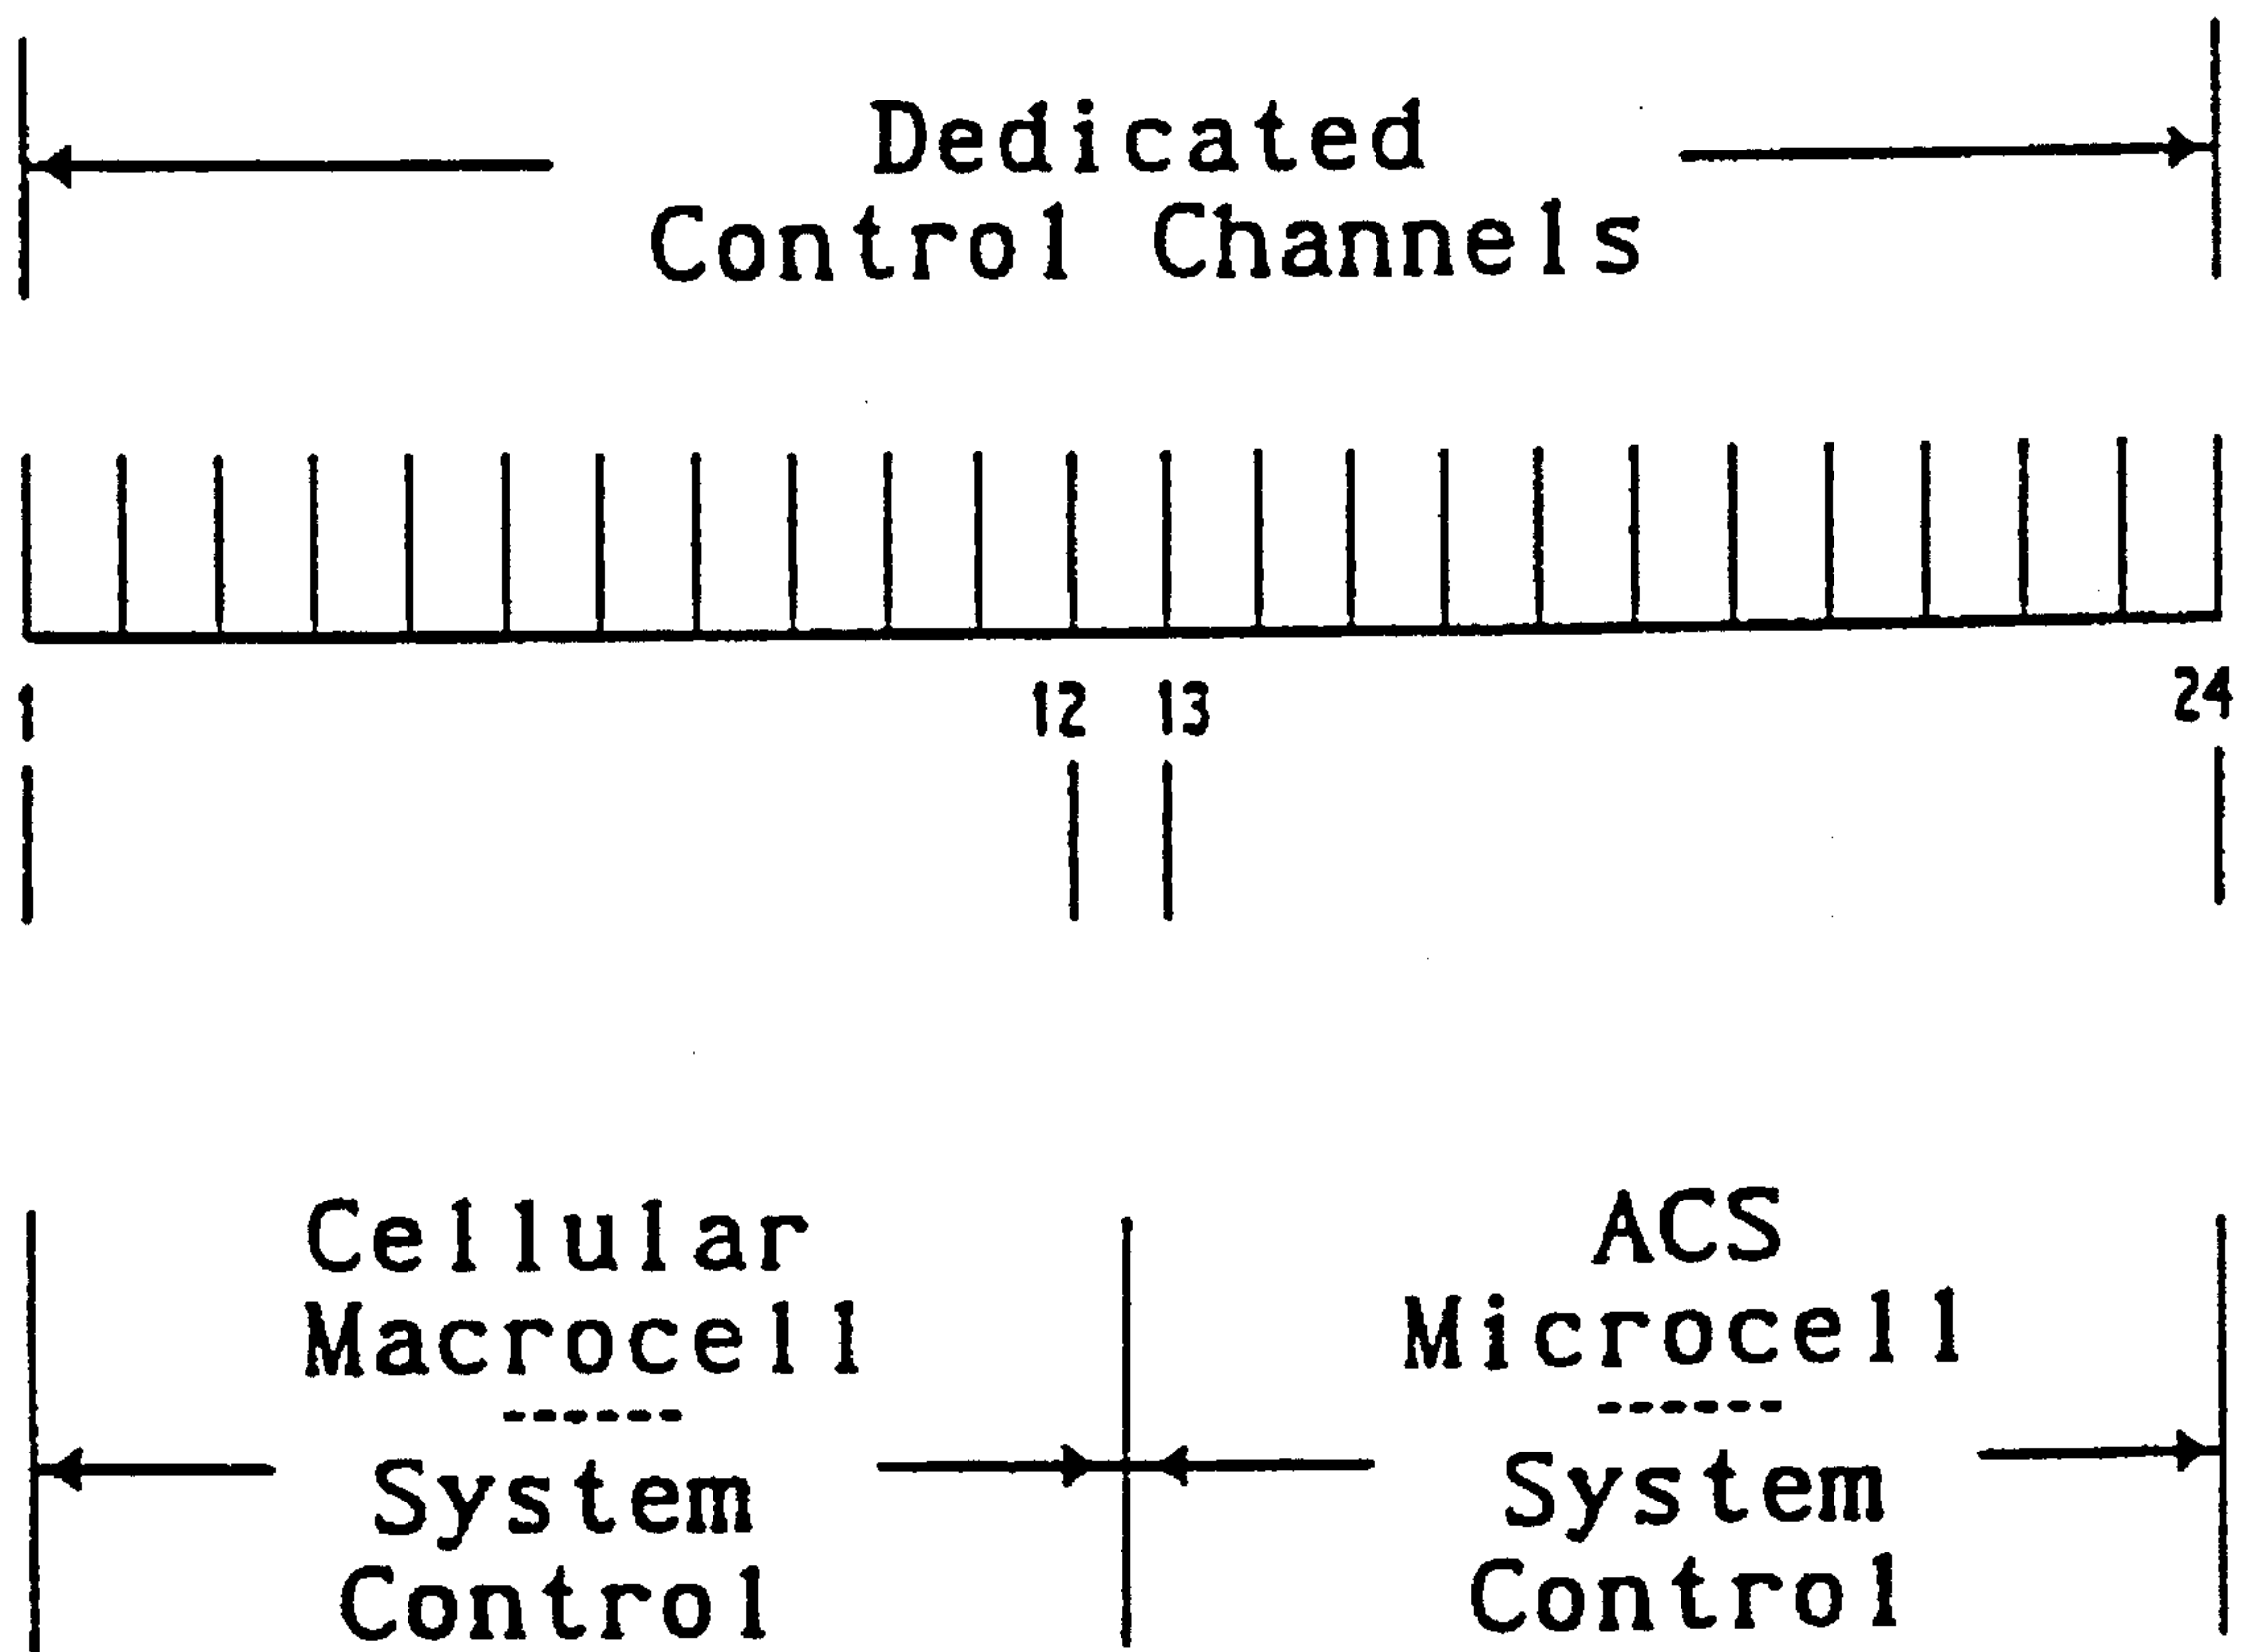 Dedicated
Control Channels
1 12 13 24
Cellular
Macrocell
------
System
Control
ACS
Microcell
------
System
Control